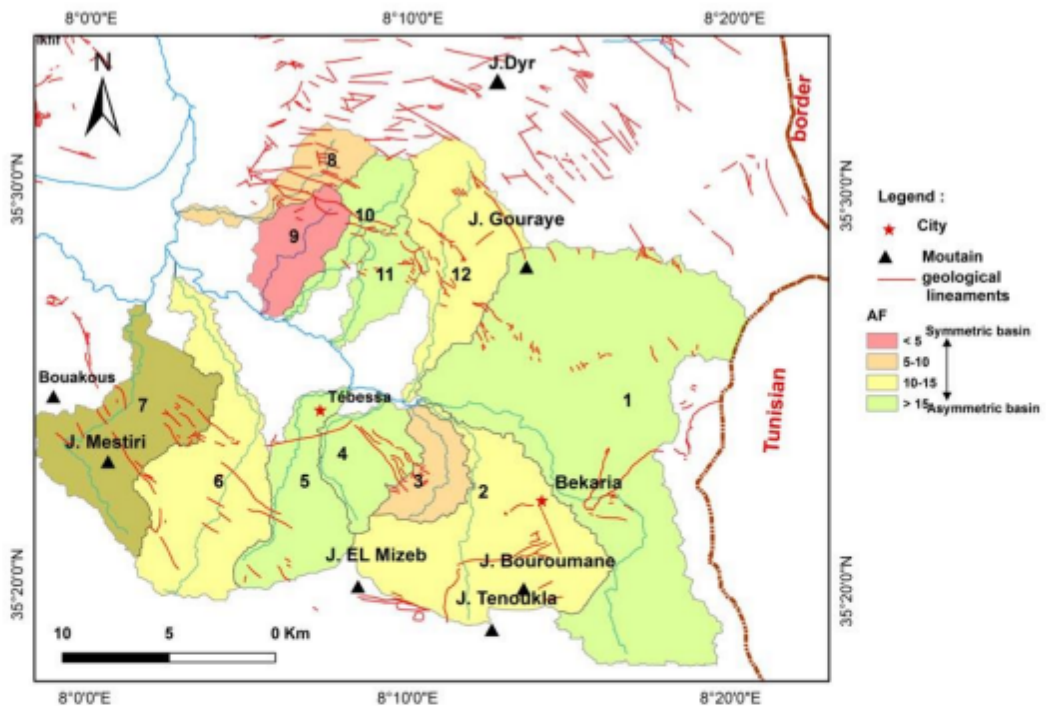 8°0'0"E
8°10'0"E
8°20'0"E
N
J.Dyr
border
35°30'0"N
35°30'0"N
8
10
9
J. Gouraye
11
12
Legend :
City
Moutain
geological
lineaments
AF
< 5
Symmetric basin
5-10
10-15
> 15
Asymmetric basin
Bouakous
7
Tébessa
1
Tunisian
J. Mestiri
4
6
5
3
2
Bekaria
J. EL Mizeb
J. Bouroumane
J. Tenoukla
35°20'0"N
35°20'0"N
10
5
0 Km
8°0'0"E
8°10'0"E
8°20'0"E